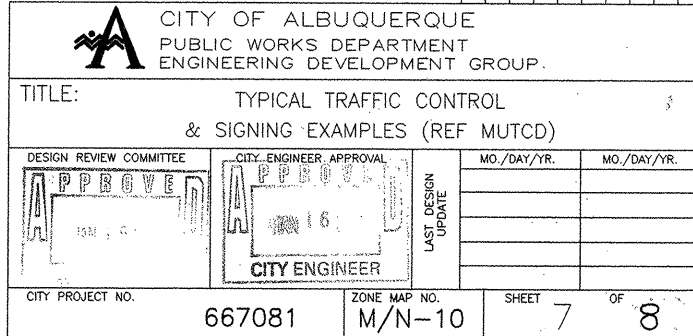 CITY OF ALBUQUERQUE
PUBLIC WORKS DEPARTMENT
ENGINEERING DEVELOPMENT GROUP.
TITLE:
TYPICAL TRAFFIC CONTROL
& SIGNING EXAMPLES (REF MUTCD)
DESIGN REVIEW COMMITTEE
APPROVED
CITY ENGINEER APPROVAL
APPROVED
16
CITY ENGINEER
LAST DESIGN
UPDATE
MO./DAY/YR.
MO./DAY/YR.
CITY PROJECT NO.
667081
ZONE MAP NO.
M/N-10
SHEET 7 OF 8